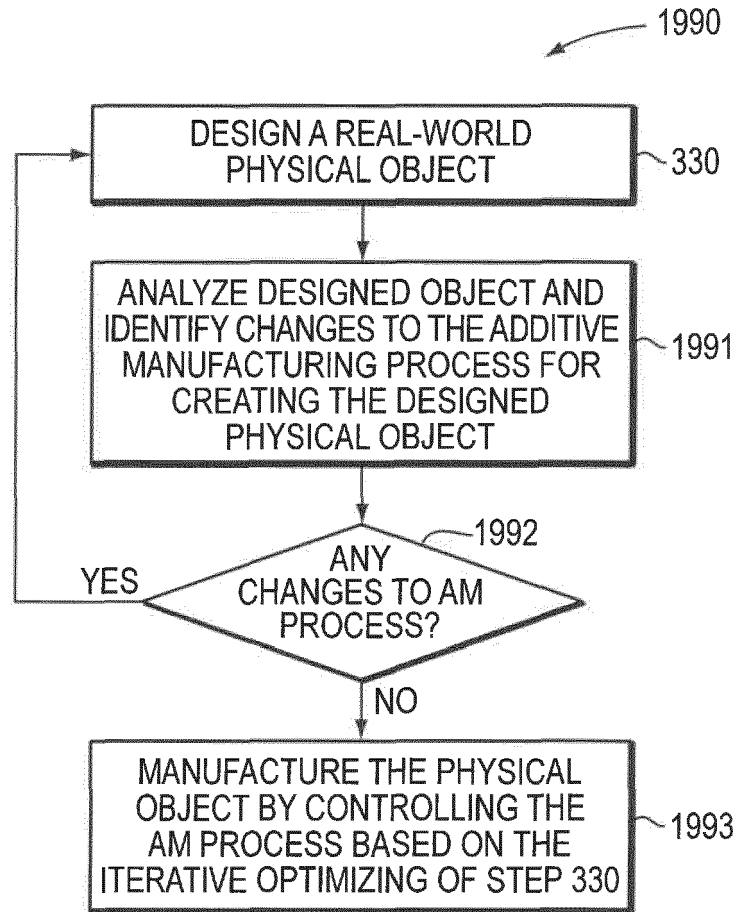 1990
DESIGN A REAL-WORLD
PHYSICAL OBJECT
330
ANALYZE DESIGNED OBJECT AND
IDENTIFY CHANGES TO THE ADDITIVE
MANUFACTURING PROCESS FOR
CREATING THE DESIGNED
PHYSICAL OBJECT
1991
1992
ANY
CHANGES TO AM
PROCESS?
YES
NO
MANUFACTURE THE PHYSICAL
OBJECT BY CONTROLLING THE
AM PROCESS BASED ON THE
ITERATIVE OPTIMIZING OF STEP 330
1993